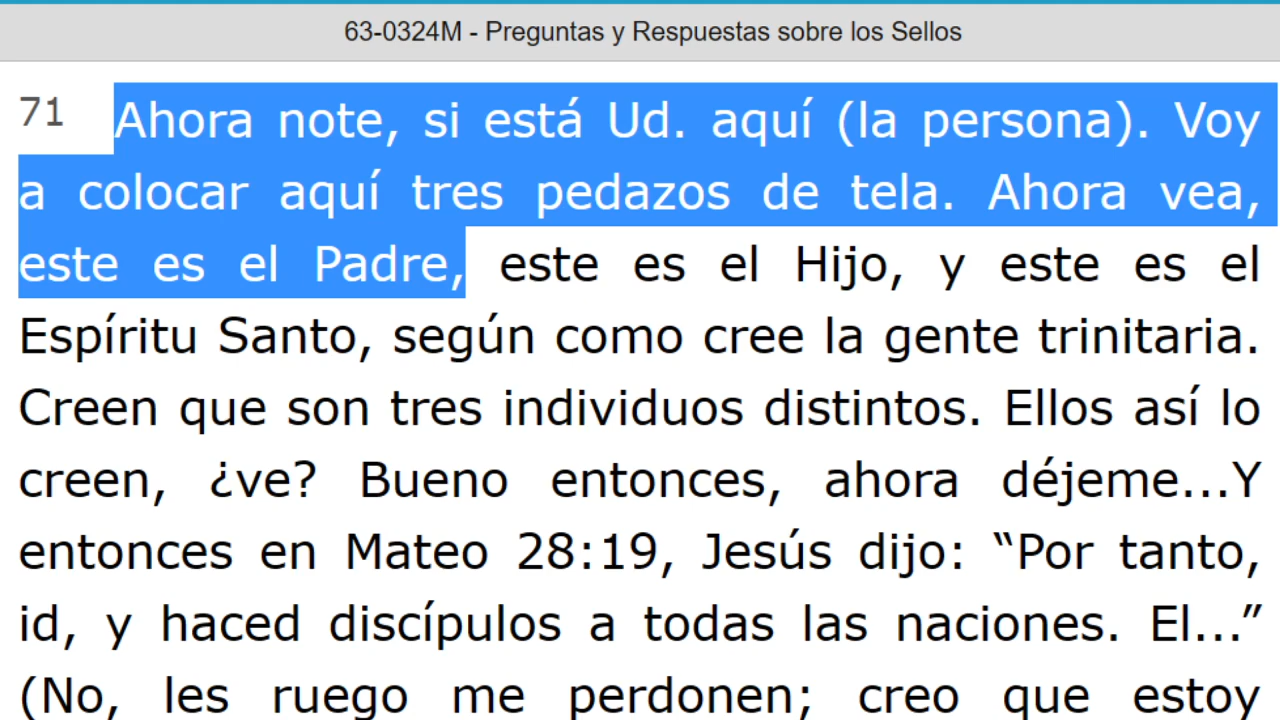 63-0324M - Preguntas y Respuestas sobre los Sellos
71 Ahora note, si está Ud. aquí (la persona). Voy
a colocar aquí tres pedazos de tela. Ahora vea,
este es el Padre, este es el Hijo, y este es el
Espíritu Santo, según como cree la gente trinitaria.
Creen que son tres individuos distintos. Ellos así lo
creen, ¿ve? Bueno entonces, ahora déjeme...Y
entonces en Mateo 28:19, Jesús dijo: “Por tanto,
id, y haced discípulos a todas las naciones. El...”
(No, les ruego me perdonen; creo que estoy